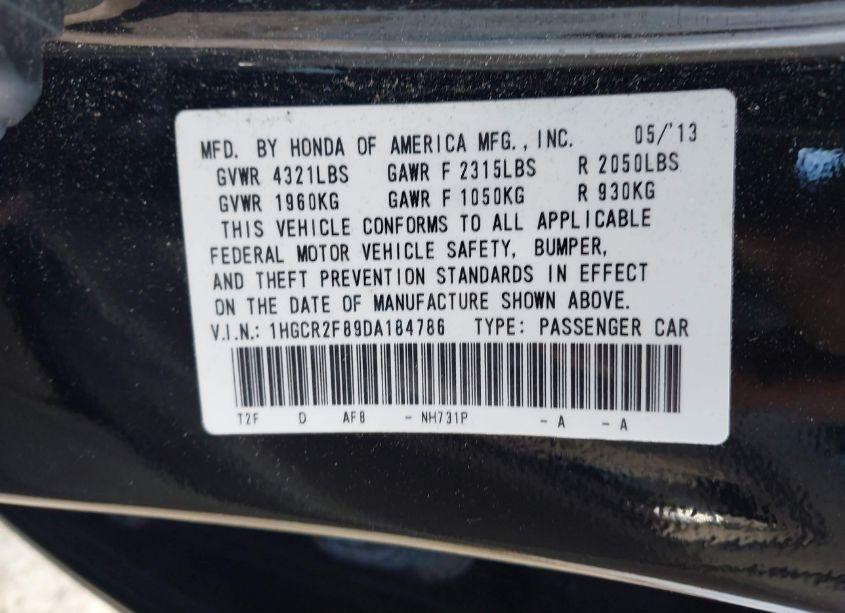 MFD. BY HONDA OF AMERICA MFG., INC. 05/'13
GVWR 4321LBS GAWR F 2315LBS R 2050LBS
GVWR 1960KG GAWR F 1050KG R 930KG
THIS VEHICLE CONFORMS TO ALL APPLICABLE
FEDERAL MOTOR VEHICLE SAFETY, BUMPER,
AND THEFT PREVENTION STANDARDS IN EFFECT
ON THE DATE OF MANUFACTURE SHOWN ABOVE.
V.I.N.: 1HGCR2F89DA184786 TYPE: PASSENGER CAR
T2F D AF8 - NH731P - A - A